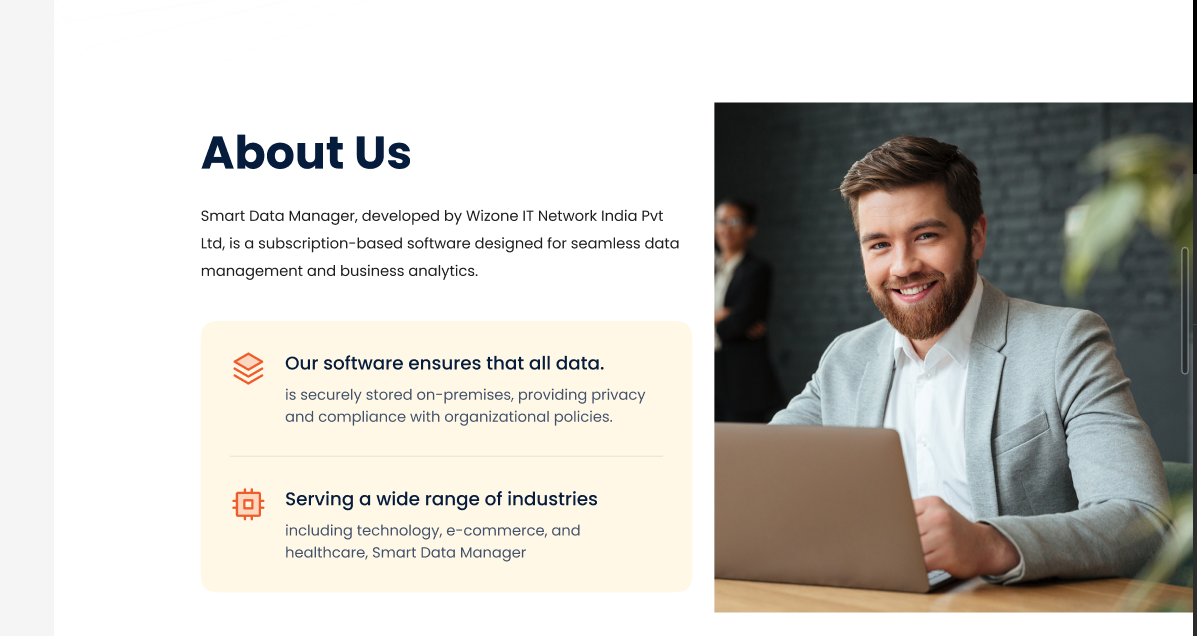 About Us
Smart Data Manager, developed by Wizone IT Network India Pvt
Ltd, is a subscription-based software designed for seamless data
management and business analytics.
Our software ensures that all data.
is securely stored on-premises, providing privacy
and compliance with organizational policies.
Serving a wide range of industries
including technology, e-commerce, and
healthcare, Smart Data Manager